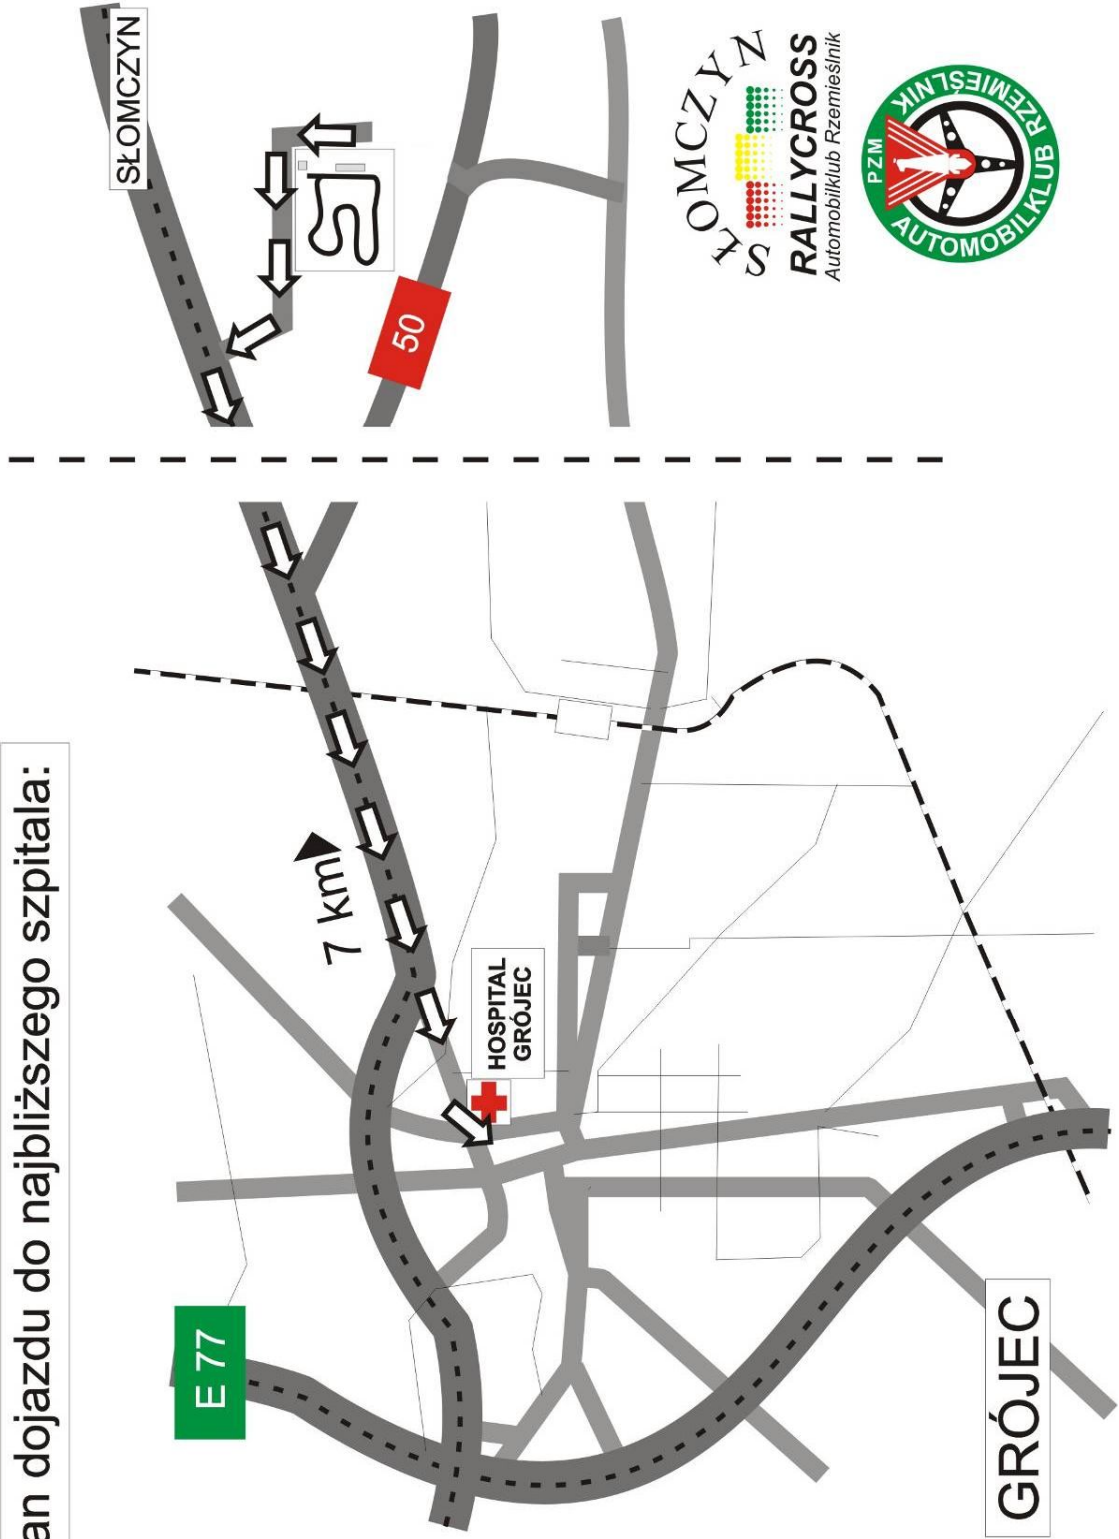 an dojazdu do najbliższego szpitala:
SŁOMCZYN
E 77
7 km
50
HOSPITAL
GRÓJEC
SŁOMCZYN
RALLYCROSS
Automobilklub Rzemieślnik
PZM
AUTOMOBILKLUB RZEMIEŚLNIK
GRÓJEC